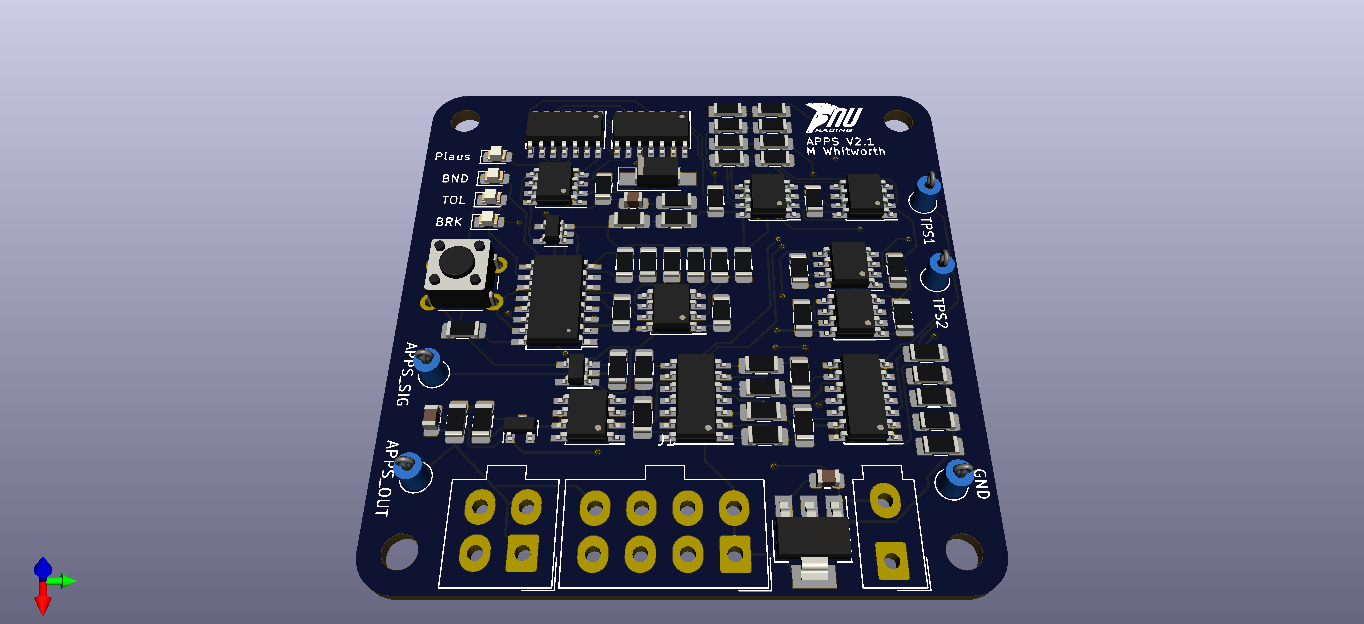 NU
RACING
APPS V2.1
M Whitworth
Plaus
BND
TOL
BRK
TPS1
TPS2
APPS_SIG
APPS_OUT
GND